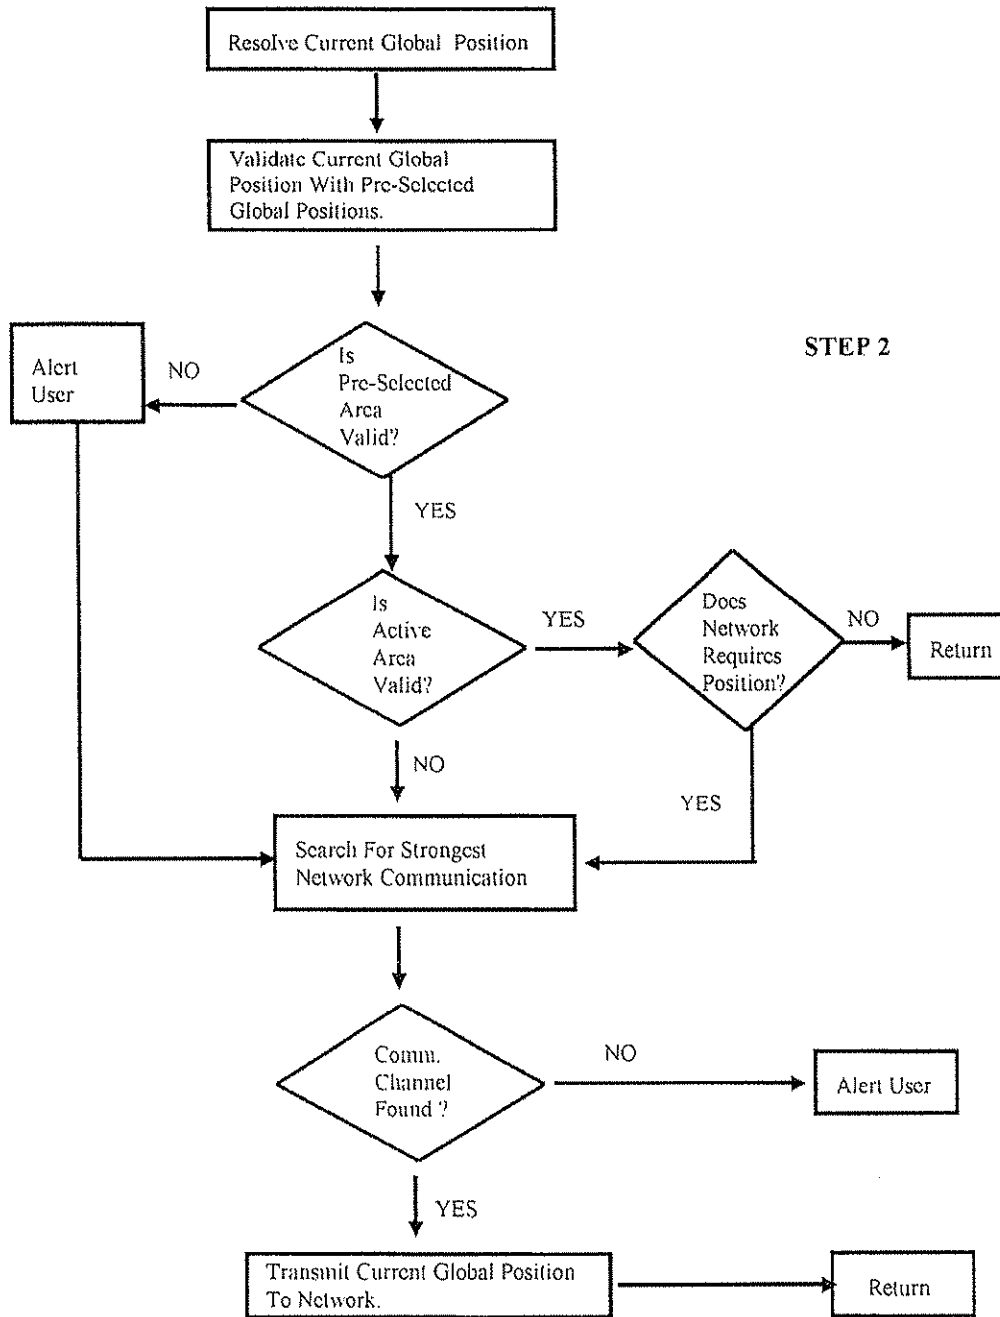 Resolve Current Global Position
Validate Current Global
Position With Pre-Selected
Global Positions.
STEP 2
Alert
User
NO
Is
Pre-Selected
Area
Valid?
YES
Is
Active
Area
Valid?
YES
Does
Network
Requires
Position?
NO
Return
NO
YES
Search For Strongest
Network Communication
Comm.
Channel
Found ?
NO
Alert User
YES
Transmit Current Global Position
To Network.
Return